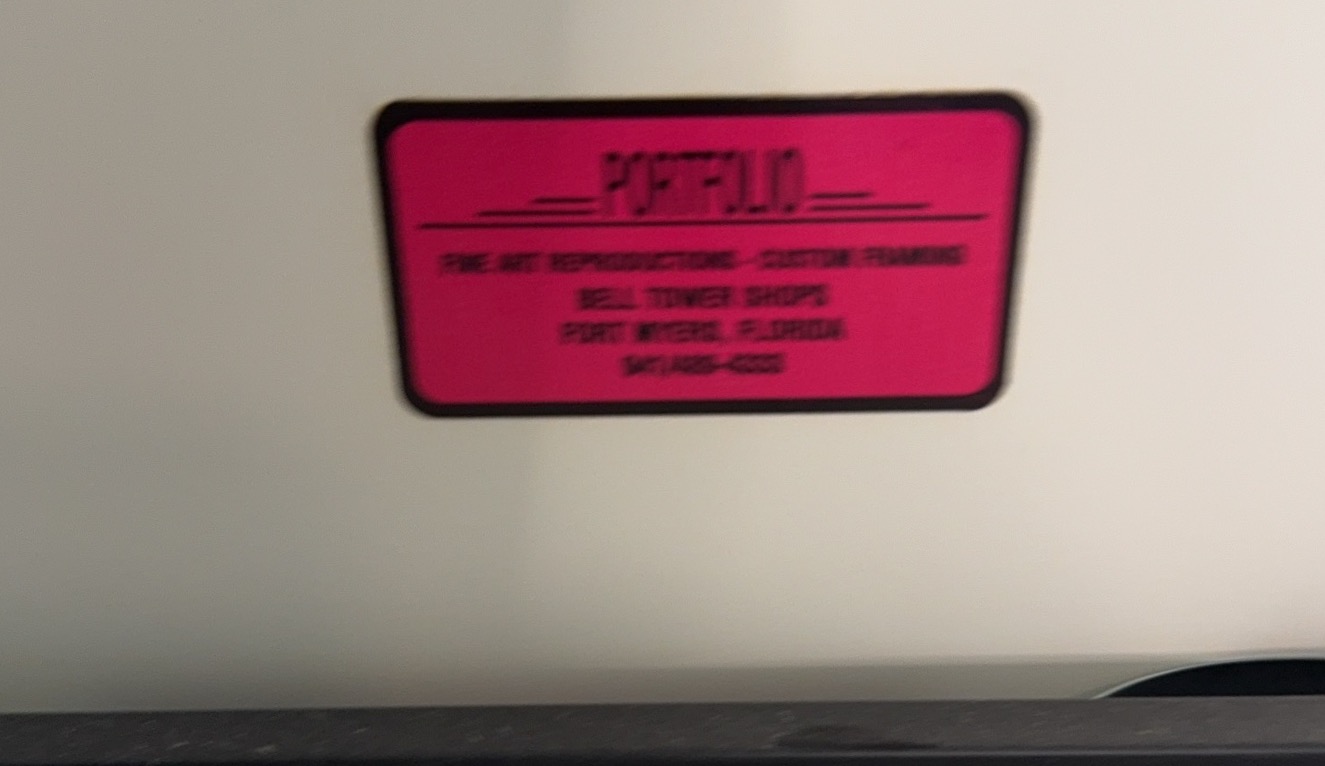 PORTFOLIO
FINE ART REPRODUCTIONS - CUSTOM FRAMING
BELL TOWER SHOPS
FORT MYERS, FLORIDA